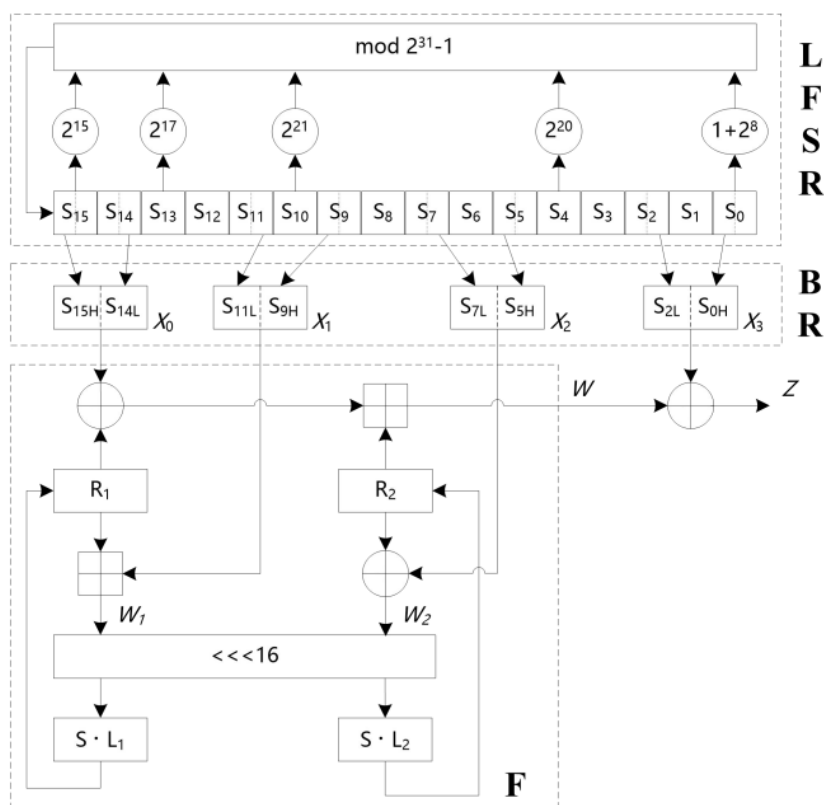 mod 2³¹-1
2¹⁵ 2¹⁷ 2²¹ 2²⁰ 1+2⁸
S₁₅ S₁₄ S₁₃ S₁₂ S₁₁ S₁₀ S₉ S₈ S₇ S₆ S₅ S₄ S₃ S₂ S₁ S₀
L
F
S
R
S₁₅H S₁₄L X₀ S₁₁L S₉H X₁ S₇L S₅H X₂ S₂L S₀H X₃
B
R
W Z
R₁ R₂
W₁ W₂
<<<16
S · L₁ S · L₂
F